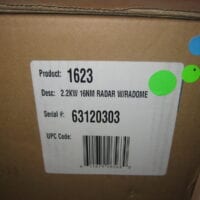 Product: 1623
Desc: 2.2KW 16NM RADAR W/RADOME
Serial #: 63120303
UPC Code: